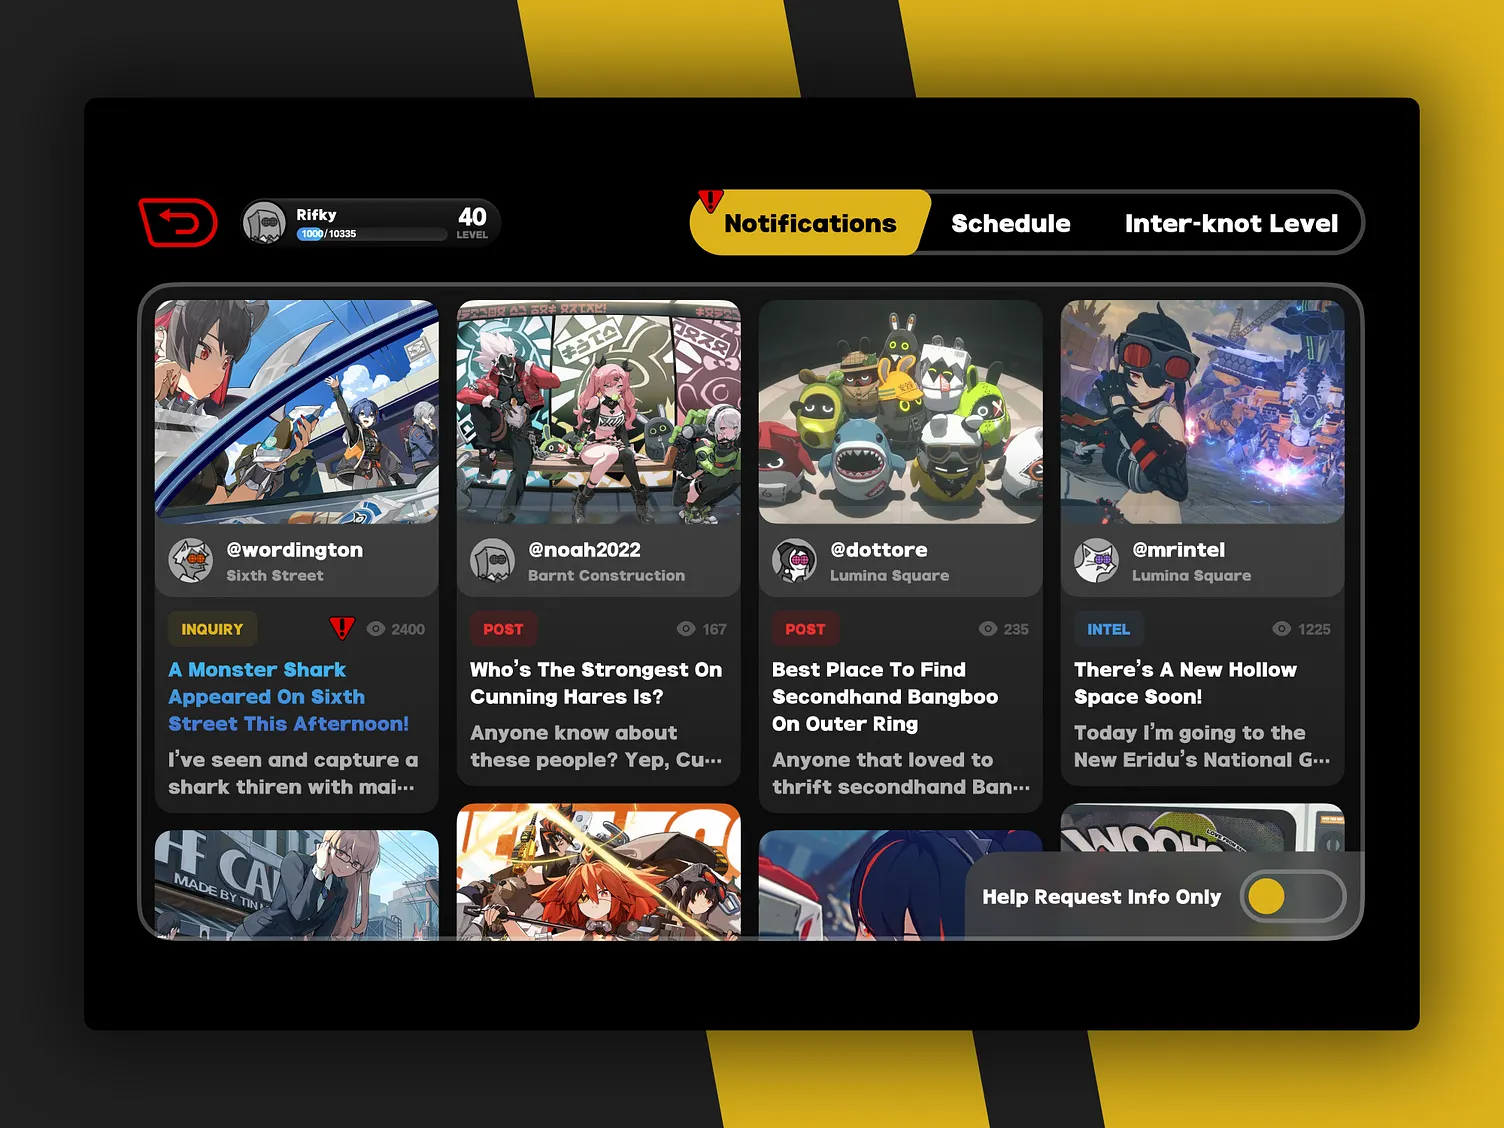 Rifky
1000/10335
40
LEVEL
Notifications
Schedule
Inter-knot Level
@wordington
Sixth Street
INQUIRY
2400
A Monster Shark
Appeared On Sixth
Street This Afternoon!
I've seen and capture a
shark thiren with mai···
@noah2022
Barnt Construction
POST
167
Who's The Strongest On
Cunning Hares Is?
Anyone know about
these people? Yep, Cu···
@dottore
Lumina Square
POST
235
Best Place To Find
Secondhand Bangboo
On Outer Ring
Anyone that loved to
thrift secondhand Ban···
@mrintel
Lumina Square
INTEL
1225
There's A New Hollow
Space Soon!
Today I'm going to the
New Eridu's National G···
MADE BY TIN
Help Request Info Only